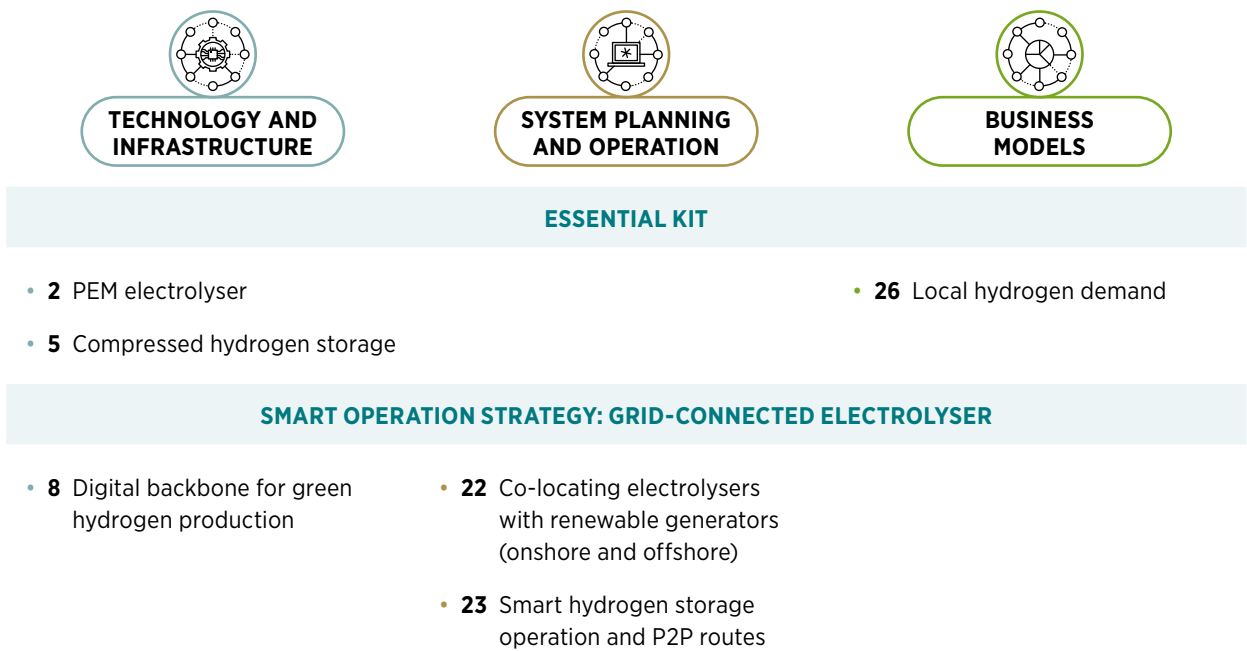 TECHNOLOGY AND
INFRASTRUCTURE
SYSTEM PLANNING
AND OPERATION
BUSINESS
MODELS
ESSENTIAL KIT
• 2 PEM electrolyser
• 5 Compressed hydrogen storage
• 26 Local hydrogen demand
SMART OPERATION STRATEGY: GRID-CONNECTED ELECTROLYSER
• 8 Digital backbone for green
hydrogen production
• 22 Co-locating electrolysers
with renewable generators
(onshore and offshore)
• 23 Smart hydrogen storage
operation and P2P routes